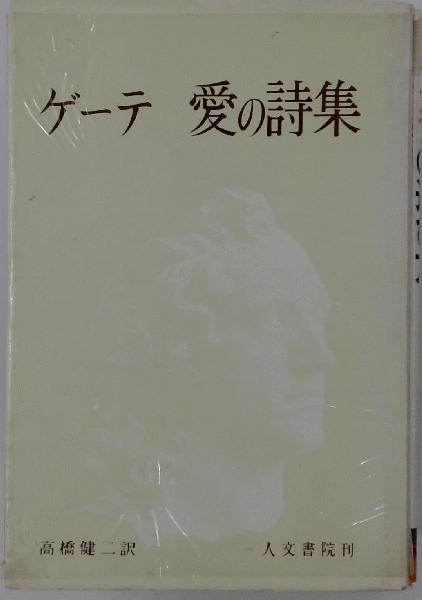 ゲーテ 愛の詩集
高橋健二訳 人文書院刊